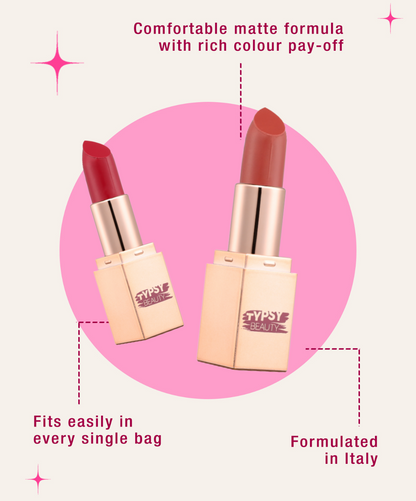 Comfortable matte formula
with rich colour pay-off
TYPSY
BEAUTY
TYPSY
BEAUTY
Fits easily in
every single bag
Formulated
in Italy